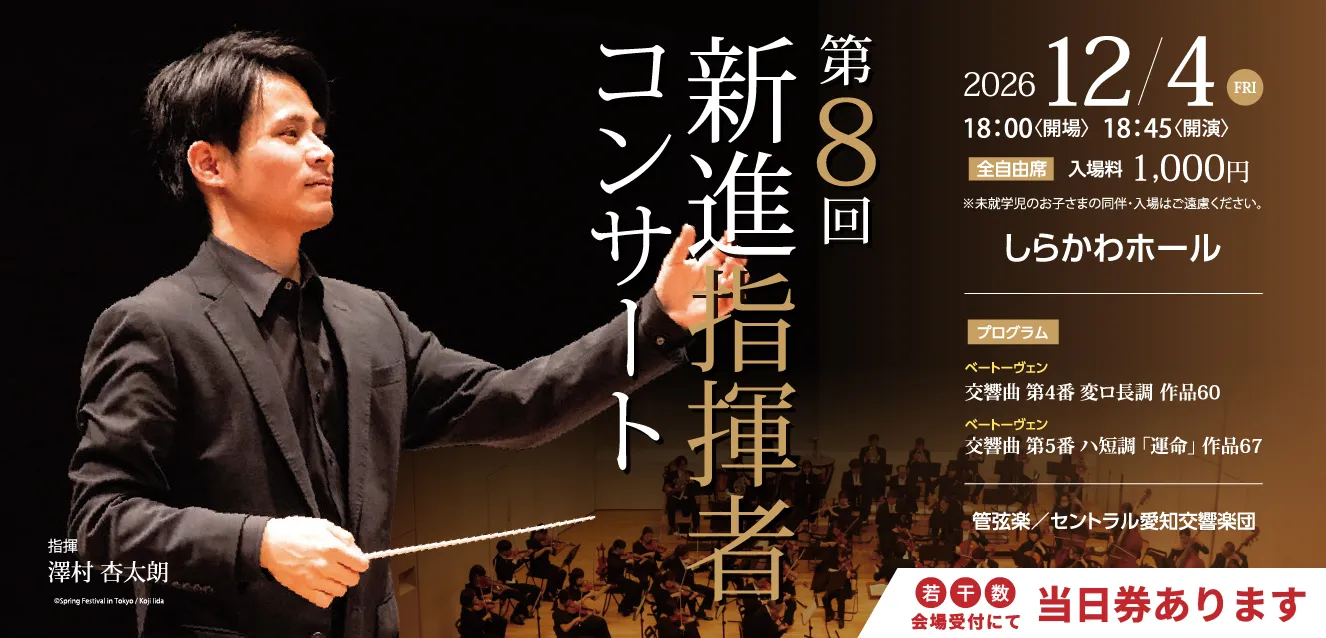 第8回
新進指揮者
コンサート
2026 12/4 FRI
18:00〈開場〉 18:45〈開演〉
全自由席 入場料 1,000円
※未就学児のお子さまの同伴・入場はご遠慮ください。
しらかわホール
プログラム
ベートーヴェン
交響曲 第4番 変ロ長調 作品60
ベートーヴェン
交響曲 第5番 ハ短調「運命」作品67
管弦楽／セントラル愛知交響楽団
指揮
澤村 杏太朗
©Spring Festival in Tokyo / Koji Iida
若干数
会場受付にて
当日券あります